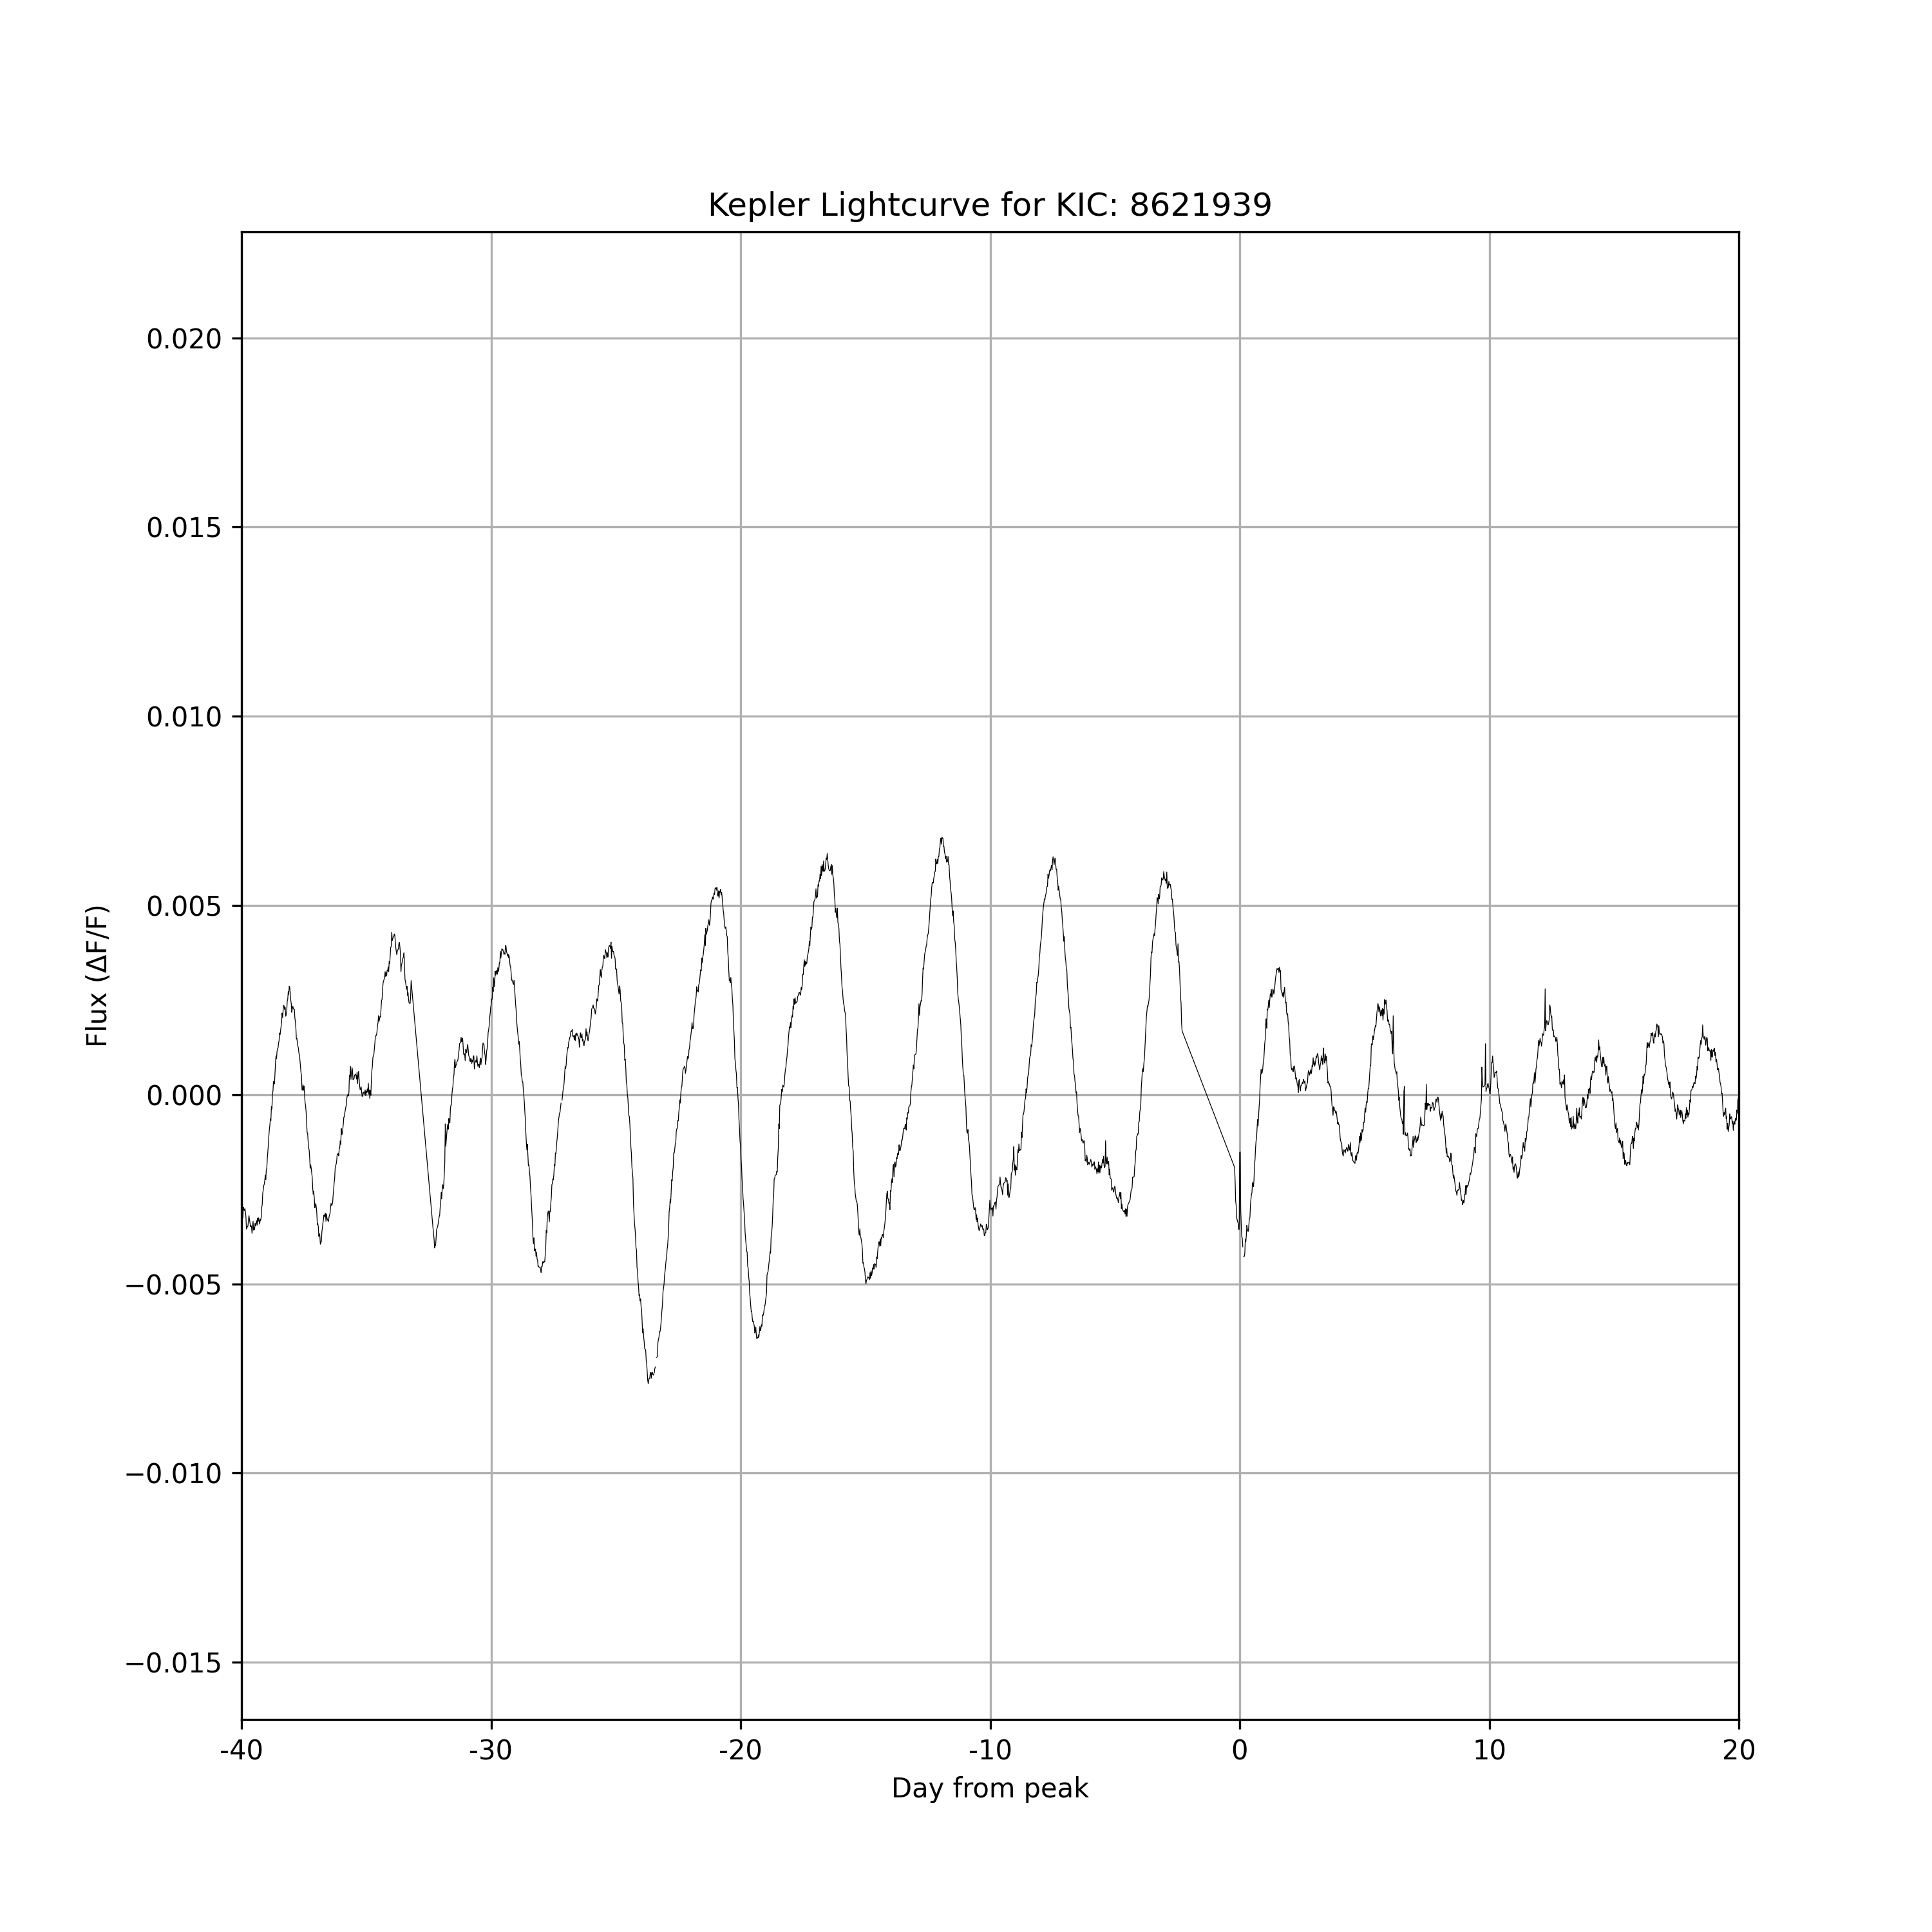 Kepler Lightcurve for KIC: 8621939
Flux (ΔF/F)
0.020
0.015
0.010
0.005
0.000
−0.005
−0.010
−0.015
-40 -30 -20 -10 0 10 20
Day from peak